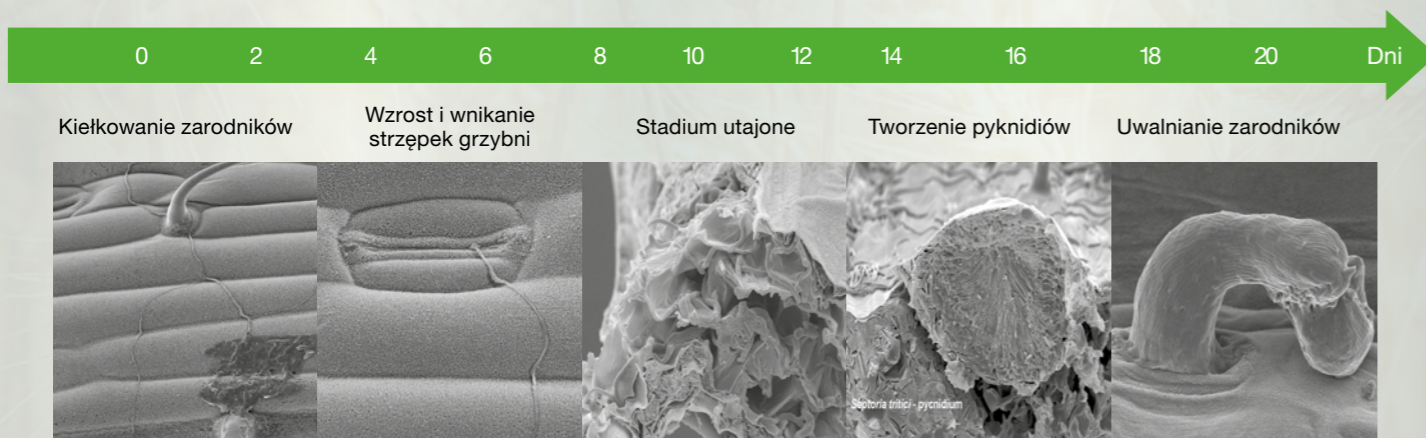 0 2 4 6 8 10 12 14 16 18 20 Dni
Kiełkowanie zarodników
Wzrost i wnikanie
strzępek grzybni
Stadium utajone
Tworzenie pyknidiów
Uwalnianie zarodników
Septoria tritici - pycnidium